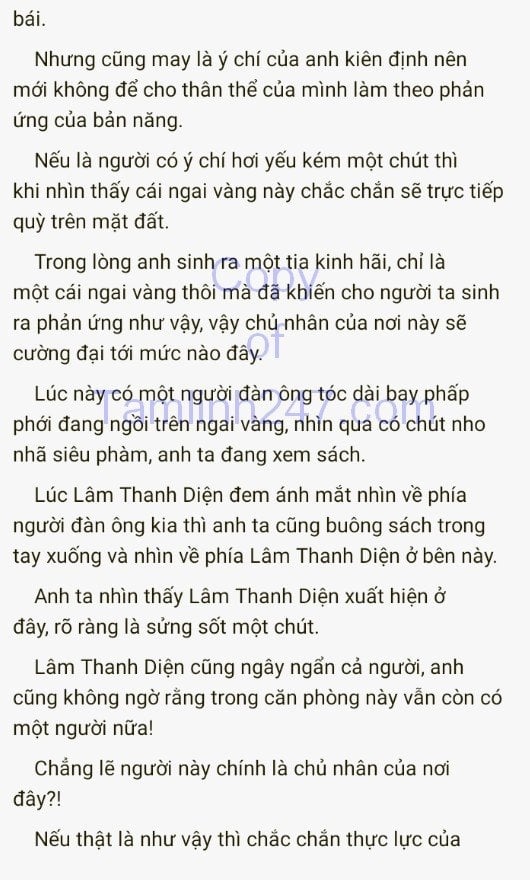 bái.
Nhưng cũng may là ý chí của anh kiên định nên
mới không để cho thân thể của mình làm theo phản
ứng của bản năng.
Nếu là người có ý chí hơi yếu kém một chút thì
khi nhìn thấy cái ngai vàng này chắc chắn sẽ trực tiếp
quỳ trên mặt đất.
Trong lòng anh sinh ra một tia kinh hãi, chỉ là
một cái ngai vàng thôi mà đã khiến cho người ta sinh
ra phản ứng như vậy, vậy chủ nhân của nơi này sẽ
cường đại tới mức nào đây.
Lúc này có một người đàn ông tóc dài bay phấp
phới đang ngồi trên ngai vàng, nhìn qua có chút nho
nhã siêu phàm, anh ta đang xem sách.
Lúc Lâm Thanh Diện đem ánh mắt nhìn về phía
người đàn ông kia thì anh ta cũng buông sách trong
tay xuống và nhìn về phía Lâm Thanh Diện ở bên này.
Anh ta nhìn thấy Lâm Thanh Diện xuất hiện ở
đây, rõ ràng là sửng sốt một chút.
Lâm Thanh Diện cũng ngây ngẩn cả người, anh
cũng không ngờ rằng trong căn phòng này vẫn còn có
một người nữa!
Chẳng lẽ người này chính là chủ nhân của nơi
đây?!
Nếu thật là như vậy thì chắc chắn thực lực của
Copy
of
Tamlinh247.com